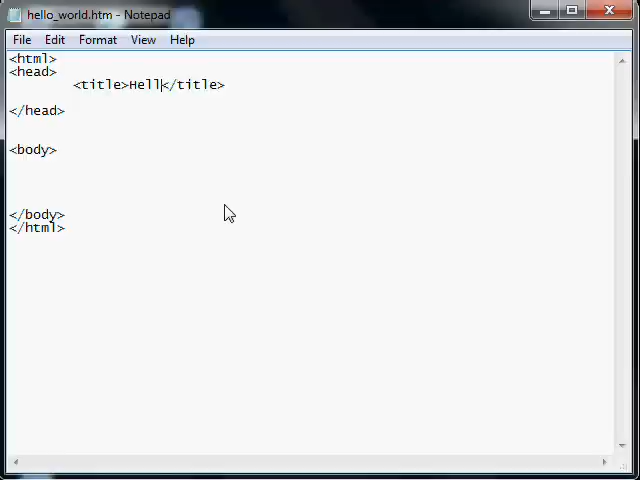 hello_world.htm - Notepad
File Edit Format View Help
<html>
<head>
<title>Hell</title>
</head>
<body>
</body>
</html>